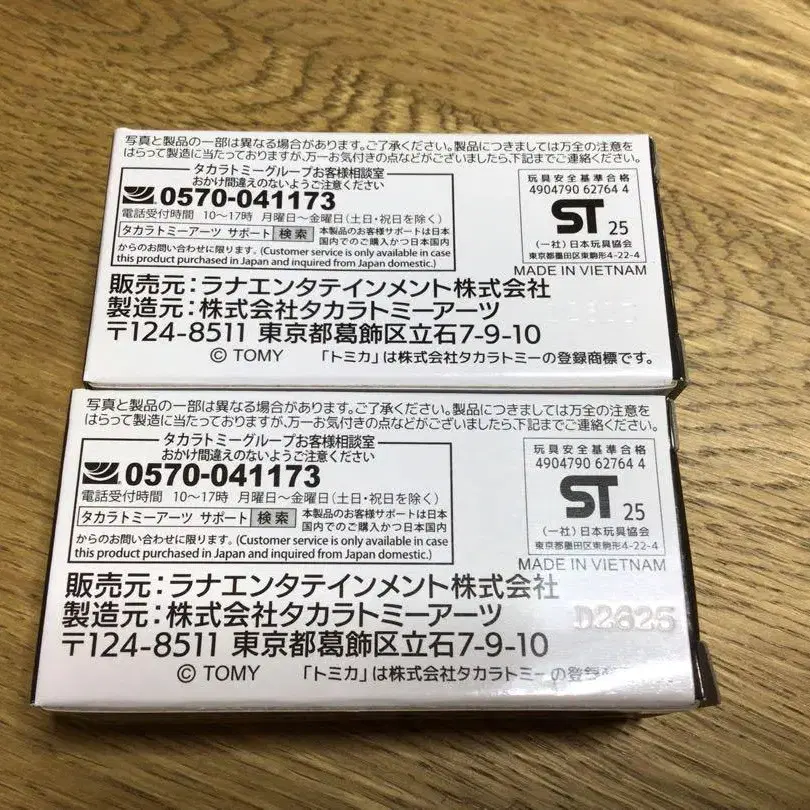 写真と製品の一部は異なる場合があります。ご了承ください。製品につきましては万全の注意を
はらって製造に当たっておりますが、万一お気付きの点などがございましたら、下記までご連絡ください。
タカラトミーグループお客様相談室
おかけ間違えのないようご注意ください
0570-041173
電話受付時間 10〜17時 月曜日〜金曜日(土日・祝日を除く)
タカラトミーアーツ サポート 検索 本製品のお客様サポートは日本
国内でのご購入かつ日本国内
からのお問い合わせに限ります。(Customer service is only available in case
this product purchased in Japan and inquired from Japan domestic.)
玩具安全基準合格
4904790 62764 4
ST 25
(一社)日本玩具協会
東京都墨田区東駒形4-22-4
MADE IN VIETNAM
販売元:ラナエンタテインメント株式会社
製造元:株式会社タカラトミーアーツ
〒124-8511 東京都葛飾区立石7-9-10
© TOMY 「トミカ」は株式会社タカラトミーの登録商標です。
写真と製品の一部は異なる場合があります。ご了承ください。製品につきましては万全の注意を
はらって製造に当たっておりますが、万一お気付きの点などがございましたら、下記までご連絡ください。
タカラトミーグループお客様相談室
おかけ間違えのないようご注意ください
0570-041173
電話受付時間 10〜17時 月曜日〜金曜日(土日・祝日を除く)
タカラトミーアーツ サポート 検索 本製品のお客様サポートは日本
国内でのご購入かつ日本国内
からのお問い合わせに限ります。(Customer service is only available in case
this product purchased in Japan and inquired from Japan domestic.)
玩具安全基準合格
4904790 62764 4
ST 25
(一社)日本玩具協会
東京都墨田区東駒形4-22-4
MADE IN VIETNAM
販売元:ラナエンタテインメント株式会社
製造元:株式会社タカラトミーアーツ
D2625
〒124-8511 東京都葛飾区立石7-9-10
© TOMY 「トミカ」は株式会社タカラトミーの登録